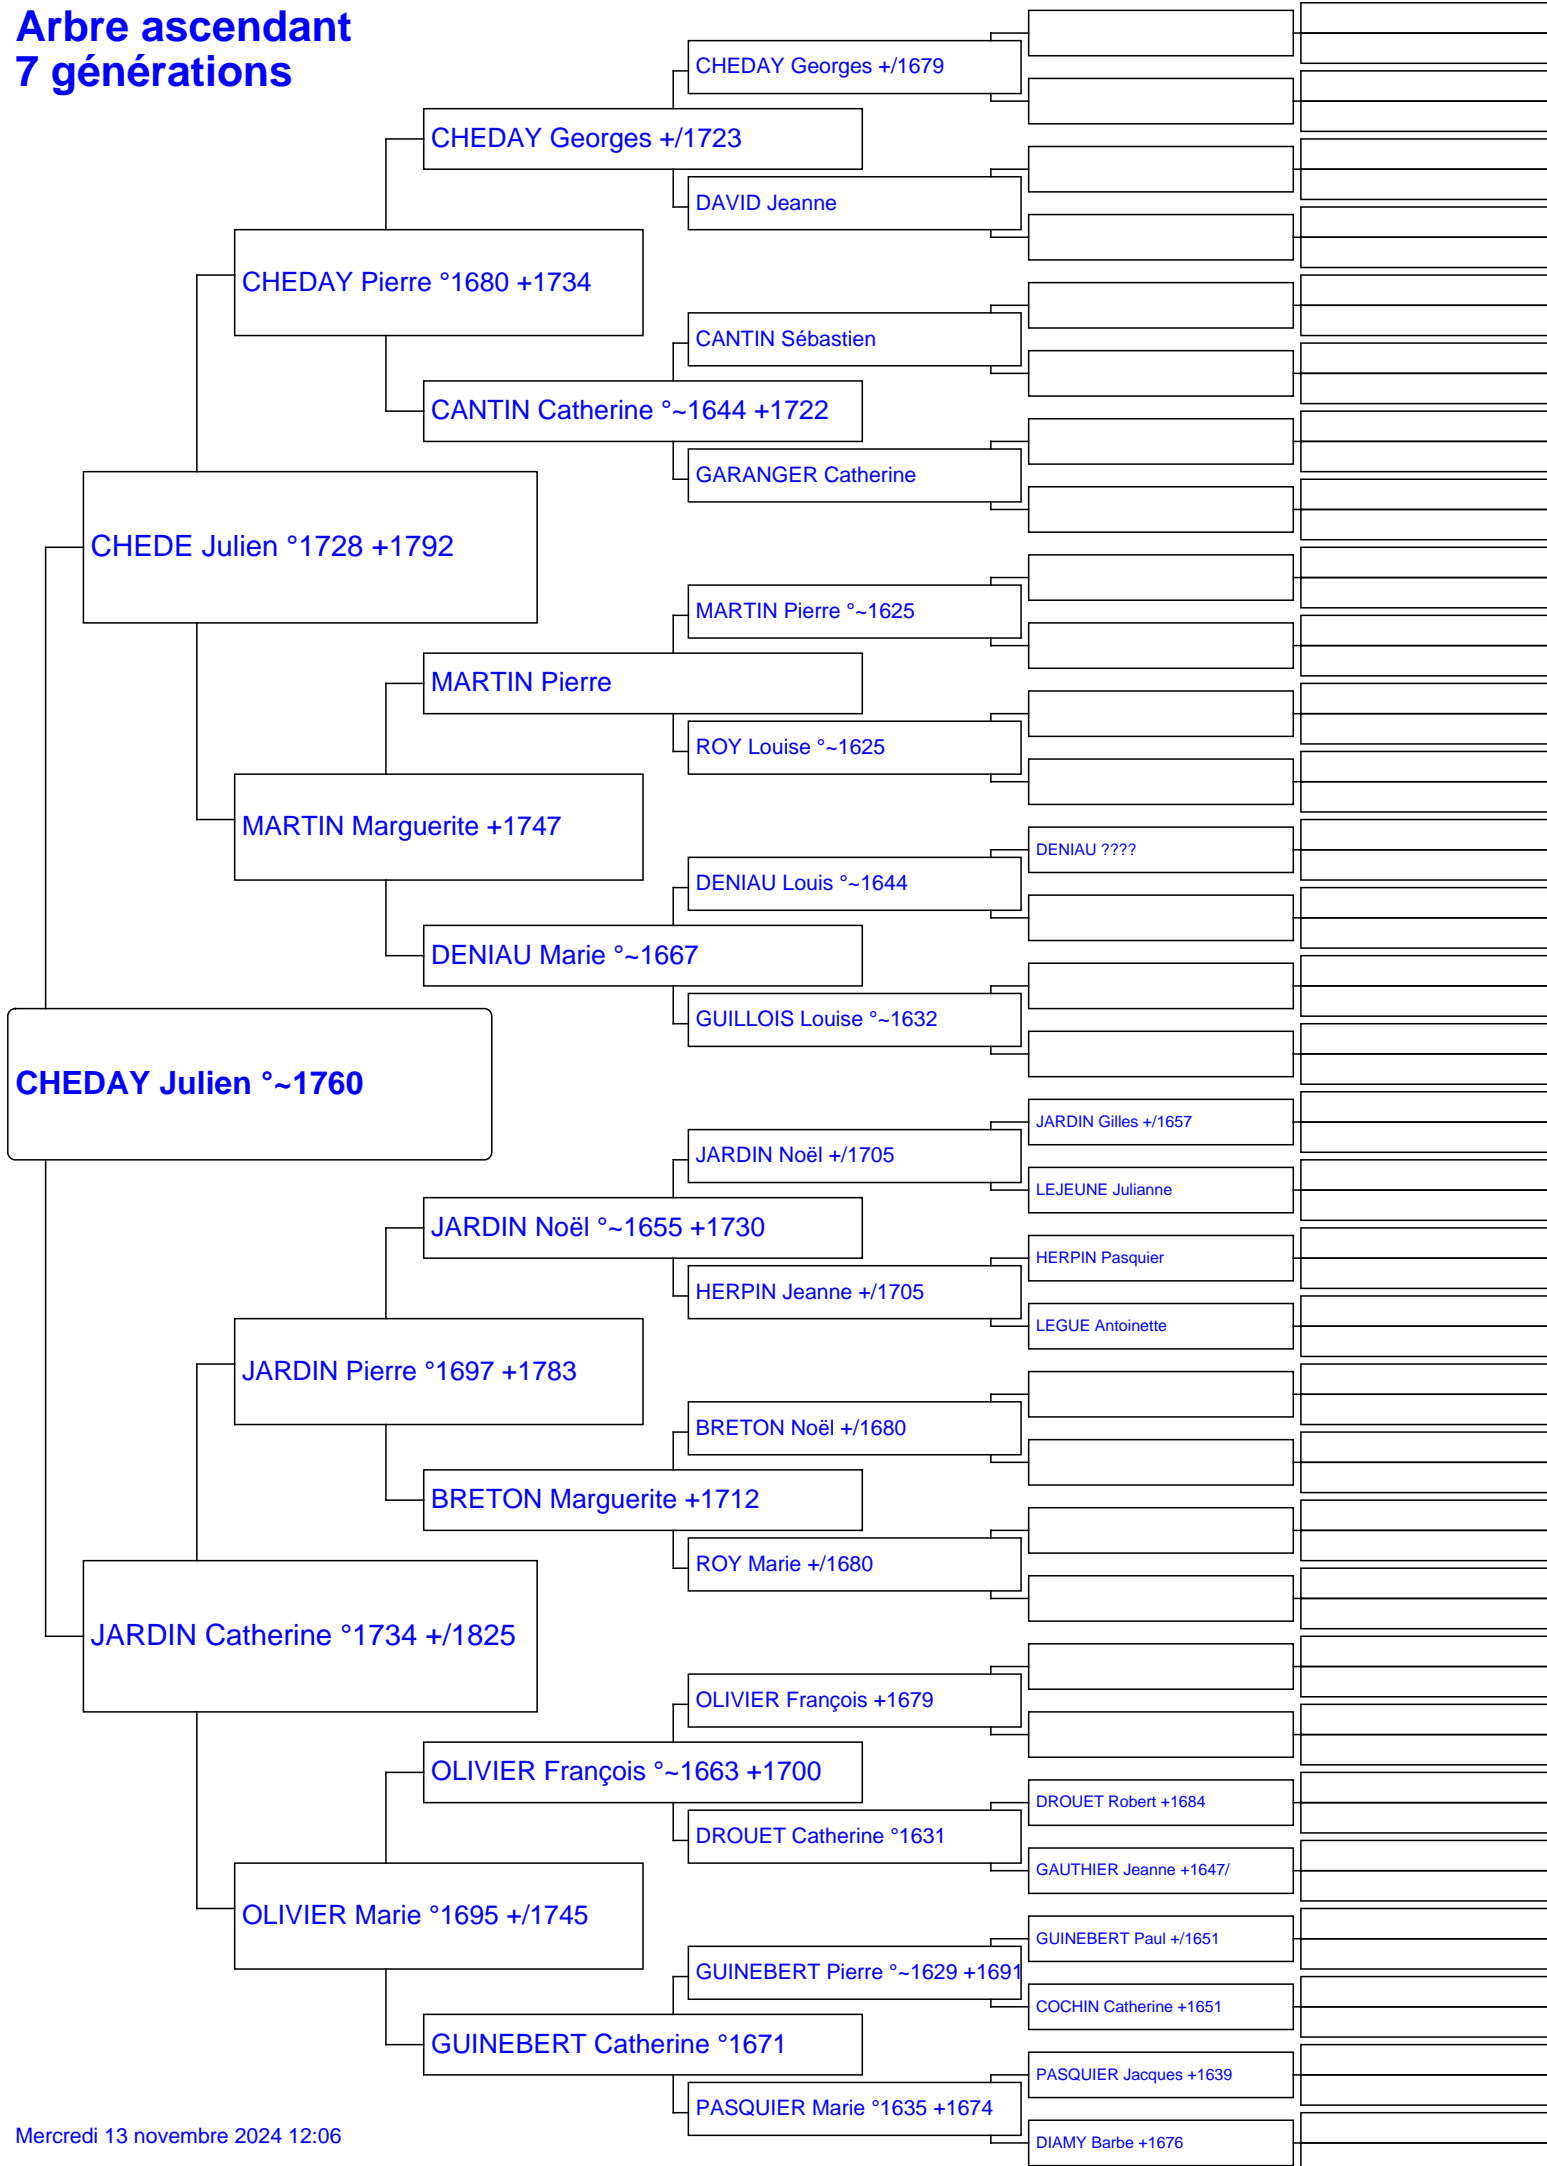 Arbre ascendant
7 générations
CHEDAY Georges +/1679
CHEDAY Georges +/1723
DAVID Jeanne
CHEDAY Pierre °1680 +1734
CANTIN Sébastien
CANTIN Catherine °~1644 +1722
GARANGER Catherine
CHEDE Julien °1728 +1792
MARTIN Pierre °~1625
MARTIN Pierre
ROY Louise °~1625
MARTIN Marguerite +1747
DENIAU ????
DENIAU Louis °~1644
DENIAU Marie °~1667
GUILLOIS Louise °~1632
CHEDAY Julien °~1760
JARDIN Gilles +/1657
JARDIN Noël +/1705
LEJEUNE Julianne
JARDIN Noël °~1655 +1730
HERPIN Pasquier
HERPIN Jeanne +/1705
LEGUE Antoinette
JARDIN Pierre °1697 +1783
BRETON Noël +/1680
BRETON Marguerite +1712
ROY Marie +/1680
JARDIN Catherine °1734 +/1825
OLIVIER François +1679
OLIVIER François °~1663 +1700
DROUET Robert +1684
DROUET Catherine °1631
GAUTHIER Jeanne +1647/
OLIVIER Marie °1695 +/1745
GUINEBERT Paul +/1651
GUINEBERT Pierre °~1629 +1691
COCHIN Catherine +1651
GUINEBERT Catherine °1671
PASQUIER Jacques +1639
PASQUIER Marie °1635 +1674
DIAMY Barbe +1676
Mercredi 13 novembre 2024 12:06